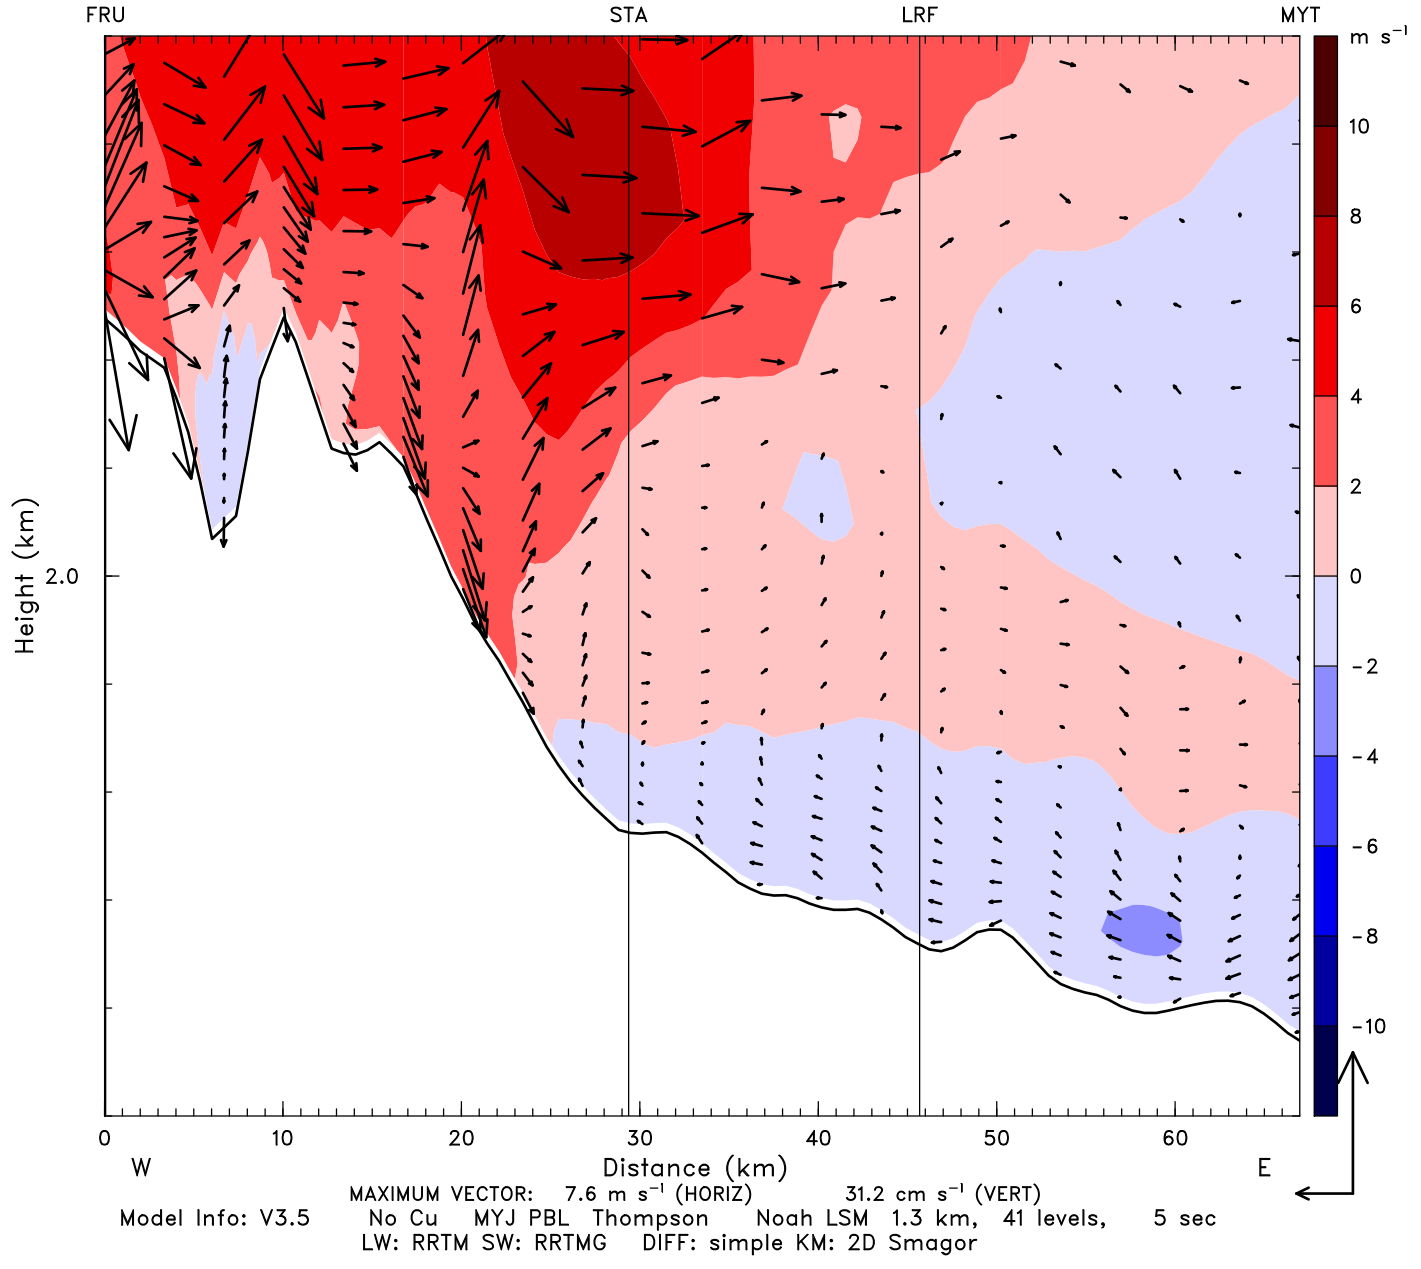 FRU STA LRF MYT
m s⁻¹
10
8
6
4
2
0
-2
-4
-6
-8
-10
Height (km)
2.0
0 10 20 30 40 50 60
W Distance (km) E
MAXIMUM VECTOR: 7.6 m s⁻¹ (HORIZ) 31.2 cm s⁻¹ (VERT)
Model Info: V3.5 No Cu MYJ PBL Thompson Noah LSM 1.3 km, 41 levels, 5 sec
LW: RRTM SW: RRTMG DIFF: simple KM: 2D Smagor